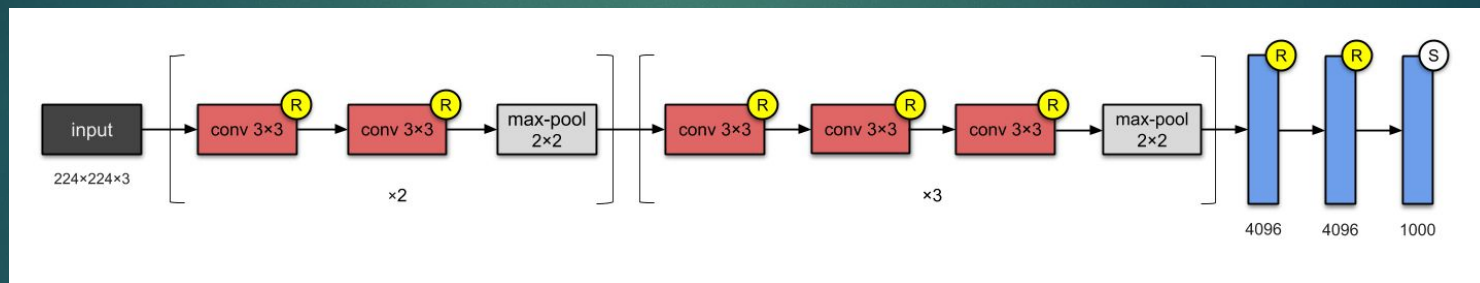 input
224×224×3
conv 3×3
R
conv 3×3
R
max-pool
2×2
×2
conv 3×3
R
conv 3×3
R
conv 3×3
R
max-pool
2×2
×3
R
4096
R
4096
S
1000